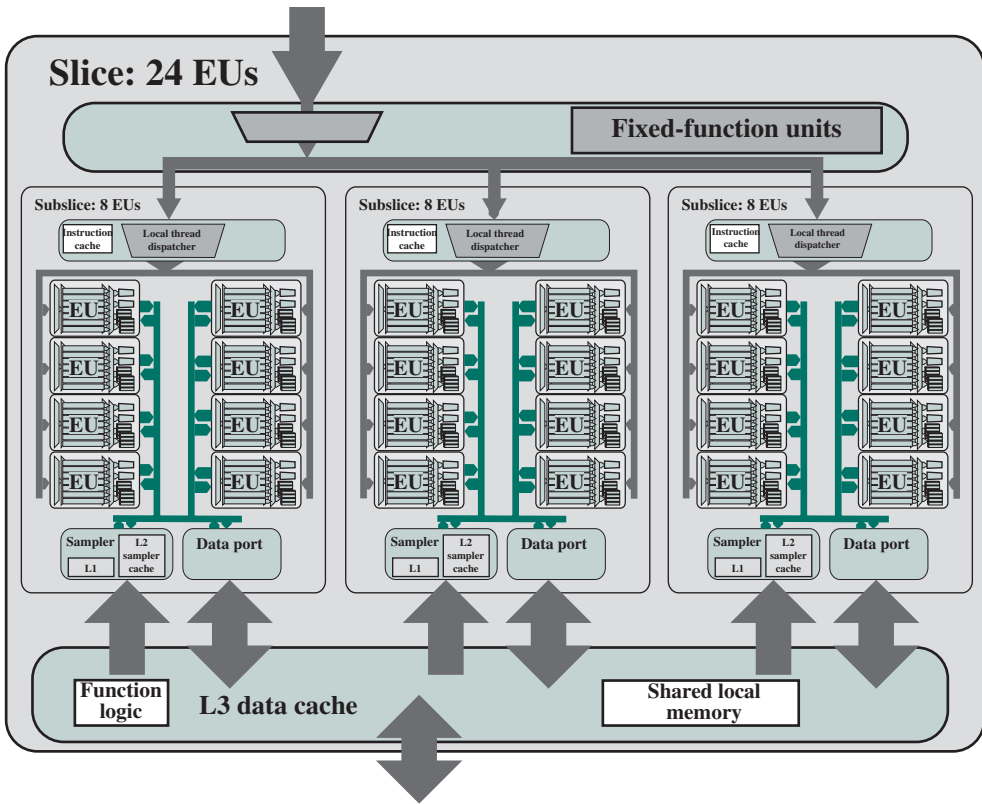 Slice: 24 EUs
Fixed-function units
Subslice: 8 EUs
Instruction
cache
Local thread
dispatcher
EU
EU
EU
EU
EU
EU
EU
EU
Sampler
L1
L2
sampler
cache
Data port
Subslice: 8 EUs
Instruction
cache
Local thread
dispatcher
EU
EU
EU
EU
EU
EU
EU
EU
Sampler
L1
L2
sampler
cache
Data port
Subslice: 8 EUs
Instruction
cache
Local thread
dispatcher
EU
EU
EU
EU
EU
EU
EU
EU
Sampler
L1
L2
sampler
cache
Data port
Function
logic
L3 data cache
Shared local
memory